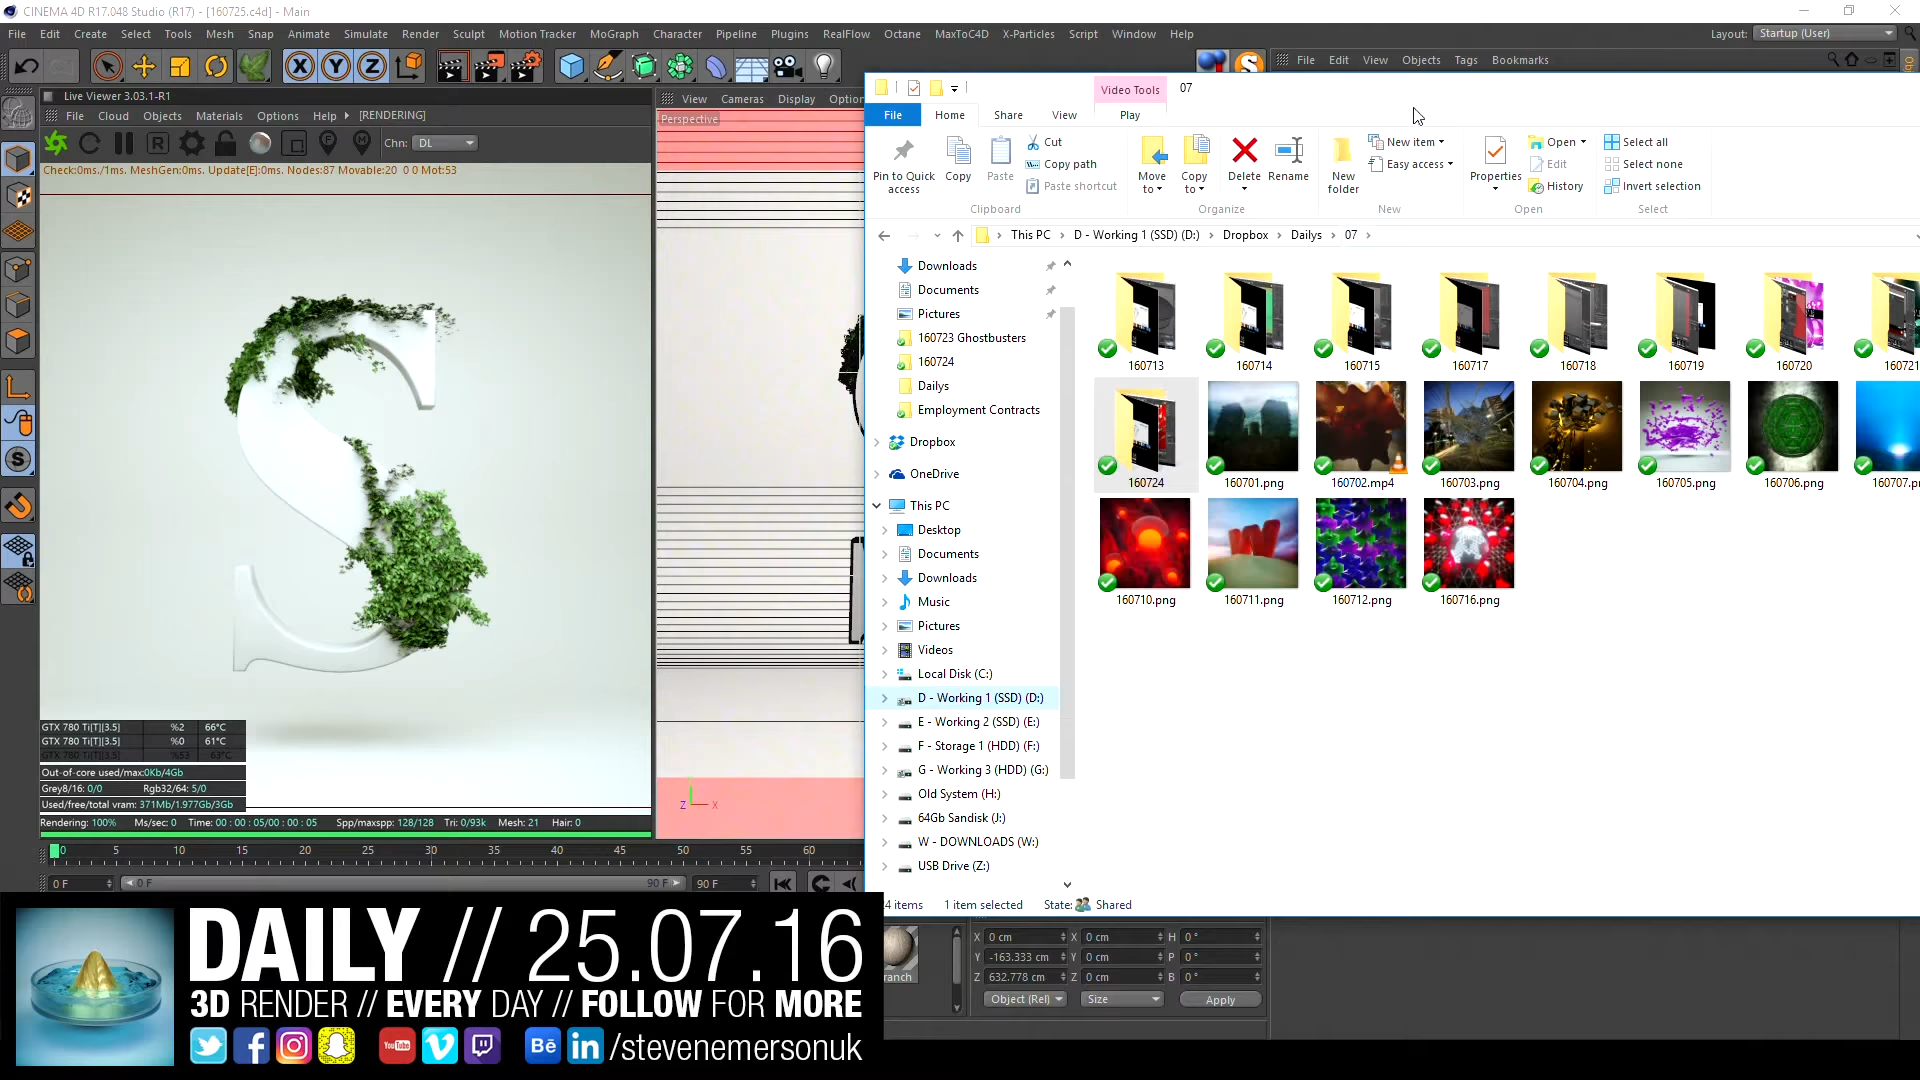 CINEMA 4D R17.048 Studio (R17) - [160725.c4d] - Main
File Edit Create Select Tools Mesh Snap Animate Simulate Render Sculpt Motion Tracker MoGraph Character Pipeline Plugins RealFlow Octane MaxToC4D X-Particles Script Window Help Layout: Startup (User)
File Edit View Objects Tags Bookmarks
Live Viewer 3.03.1-R1
File Cloud Objects Materials Options Help [RENDERING]
Chn: DL
Check:0ms./1ms. MeshGen:0ms. Update[E]:0ms. Nodes:87 Movable:20 0 0 Mot:53
GTX 780 Ti[T][3.5] %2 66°C
GTX 780 Ti[T][3.5] %0 61°C
GTX 780 Ti[T][3.5] %53 63°C
Out-of-core used/max:0Kb/4Gb
Grey8/16: 0/0 Rgb32/64: 5/0
Used/free/total vram: 371Mb/1.977Gb/3Gb
Rendering: 100% Ms/sec: 0 Time: 00 : 00 : 05/00 : 00 : 05 Spp/maxspp: 128/128 Tri: 0/93k Mesh: 21 Hair: 0
View Cameras Display Option
Perspective
Z X
0 5 10 15 20 25 30 35 40 45 50 55 60
0 F 0 F 90 F 90 F
Video Tools 07
File Home Share View Play
Pin to Quick access
Copy
Paste
Cut
Copy path
Paste shortcut
Clipboard
Move to
Copy to
Delete
Rename
Organize
New folder
New item
Easy access
New
Properties
Open
Edit
History
Open
Select all
Select none
Invert selection
Select
This PC D - Working 1 (SSD) (D:) Dropbox Dailys 07
Downloads
Documents
Pictures
160723 Ghostbusters
160724
Dailys
Employment Contracts
Dropbox
OneDrive
This PC
Desktop
Documents
Downloads
Music
Pictures
Videos
Local Disk (C:)
D - Working 1 (SSD) (D:)
E - Working 2 (SSD) (E:)
F - Storage 1 (HDD) (F:)
G - Working 3 (HDD) (G:)
Old System (H:)
64Gb Sandisk (J:)
W - DOWNLOADS (W:)
USB Drive (Z:)
160713 160714 160715 160717 160718 160719 160720 160721
160724 160701.png 160702.mp4 160703.png 160704.png 160705.png 160706.png 160707.pn
160710.png 160711.png 160712.png 160716.png
4 items 1 item selected State: Shared
ranch
X 0 cm X 0 cm H 0 °
Y -163.333 cm Y 0 cm P 0 °
Z 632.778 cm Z 0 cm B 0 °
Object (Rel) Size Apply
DAILY // 25.07.16
3D RENDER // EVERY DAY // FOLLOW FOR MORE
YouTube Bē in /stevenemersonuk